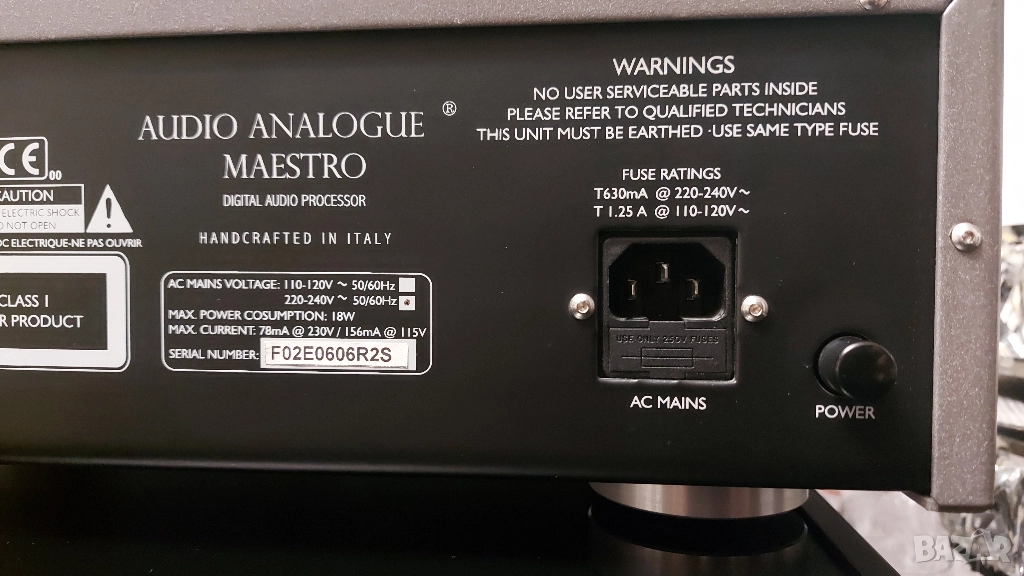 WARNINGS
NO USER SERVICEABLE PARTS INSIDE
PLEASE REFER TO QUALIFIED TECHNICIANS
THIS UNIT MUST BE EARTHED ·USE SAME TYPE FUSE
AUDIO ANALOGUE ®
MAESTRO
DIGITAL AUDIO PROCESSOR
HANDCRAFTED IN ITALY
CE 00
ELECTRIC SHOCK
OPEN
ELECTRIQUE-NE PAS OUVRIR
CLASS 1
PRODUCT
AC MAINS VOLTAGE: 110-120V ~ 50/60Hz
220-240V ~ 50/60Hz
MAX. POWER COSUMPTION: 18W
MAX. CURRENT: 78mA @ 230V / 156mA @ 115V
SERIAL NUMBER: F02E0606R2S
FUSE RATINGS
T630mA @ 220-240V~
T 1.25 A @ 110-120V~
USE ONLY 250V FUSES
AC MAINS
POWER
BAZAR